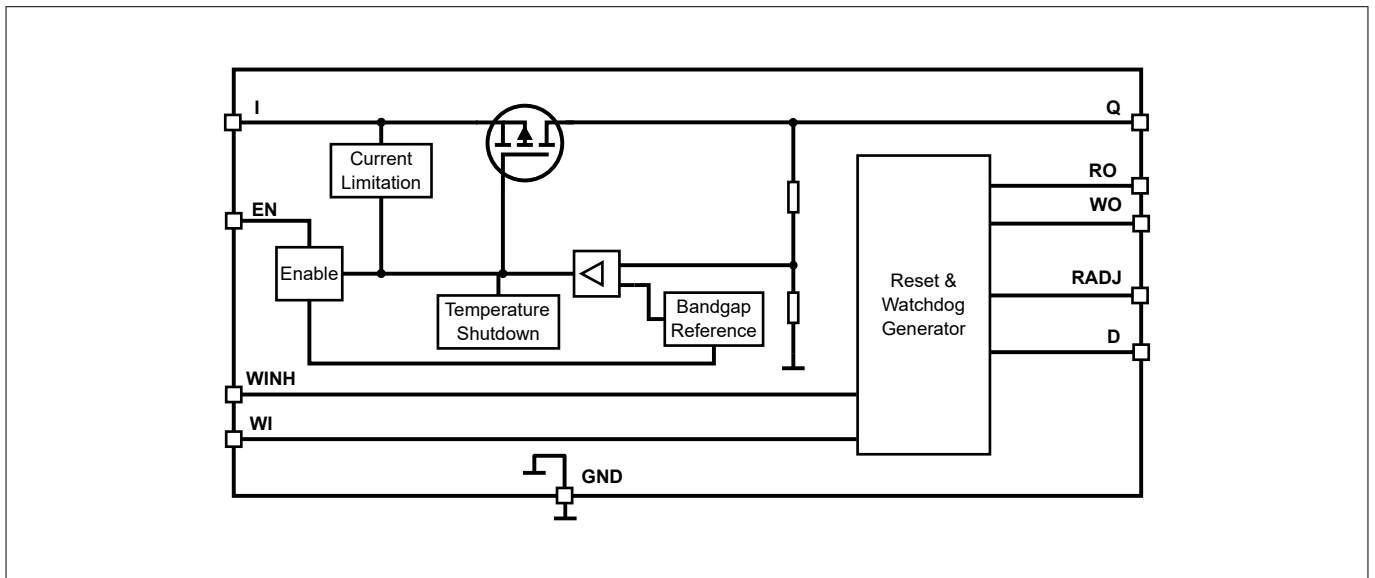 I
Q
Current
Limitation
RO
WO
EN
Enable
Temperature
Shutdown
Bandgap
Reference
Reset &
Watchdog
Generator
RADJ
D
WINH
WI
GND